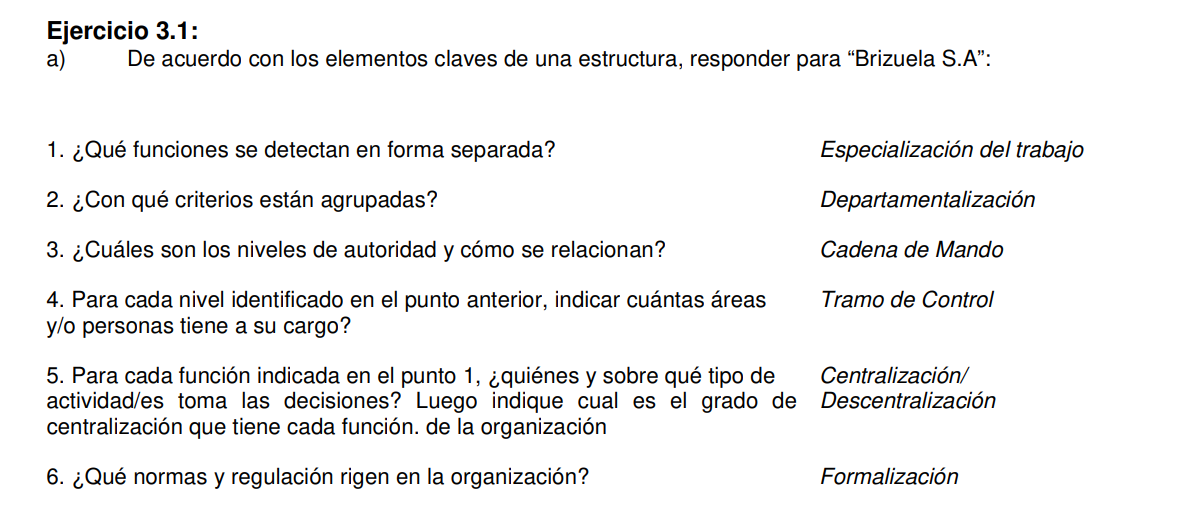 Ejercicio 3.1:
a) De acuerdo con los elementos claves de una estructura, responder para “Brizuela S.A”:
1. ¿Qué funciones se detectan en forma separada? Especialización del trabajo
2. ¿Con qué criterios están agrupadas? Departamentalización
3. ¿Cuáles son los niveles de autoridad y cómo se relacionan? Cadena de Mando
4. Para cada nivel identificado en el punto anterior, indicar cuántas áreas Tramo de Control
y/o personas tiene a su cargo?
5. Para cada función indicada en el punto 1, ¿quiénes y sobre qué tipo de Centralización/
actividad/es toma las decisiones? Luego indique cual es el grado de Descentralización
centralización que tiene cada función. de la organización
6. ¿Qué normas y regulación rigen en la organización? Formalización